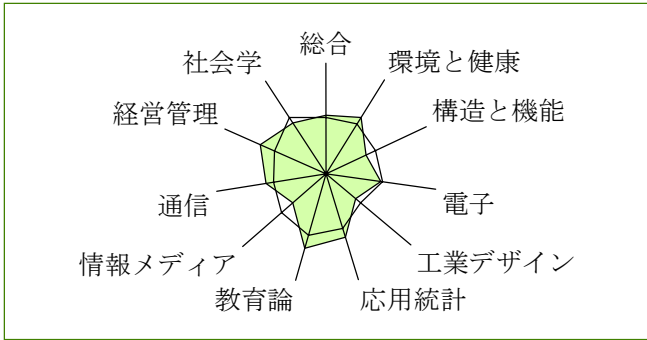 総合
環境と健康
構造と機能
電子
工業デザイン
応用統計
教育論
情報メディア
通信
経営管理
社会学